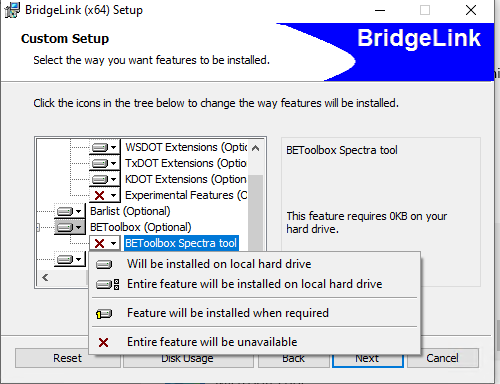 BridgeLink (x64) Setup
Custom Setup
Select the way you want features to be installed.
BridgeLink
Click the icons in the tree below to change the way features will be installed.
WSDOT Extensions (Optio
TxDOT Extensions (Option
KDOT Extensions (Optiona
Experimental Features (O
Barlist (Optional)
BEToolbox (Optional)
BEToolbox Spectra tool
BEToolbox Spectra tool
This feature requires 0KB on your
hard drive.
Will be installed on local hard drive
Entire feature will be installed on local hard drive
Feature will be installed when required
Entire feature will be unavailable
Reset
Disk Usage
Back
Next
Cancel